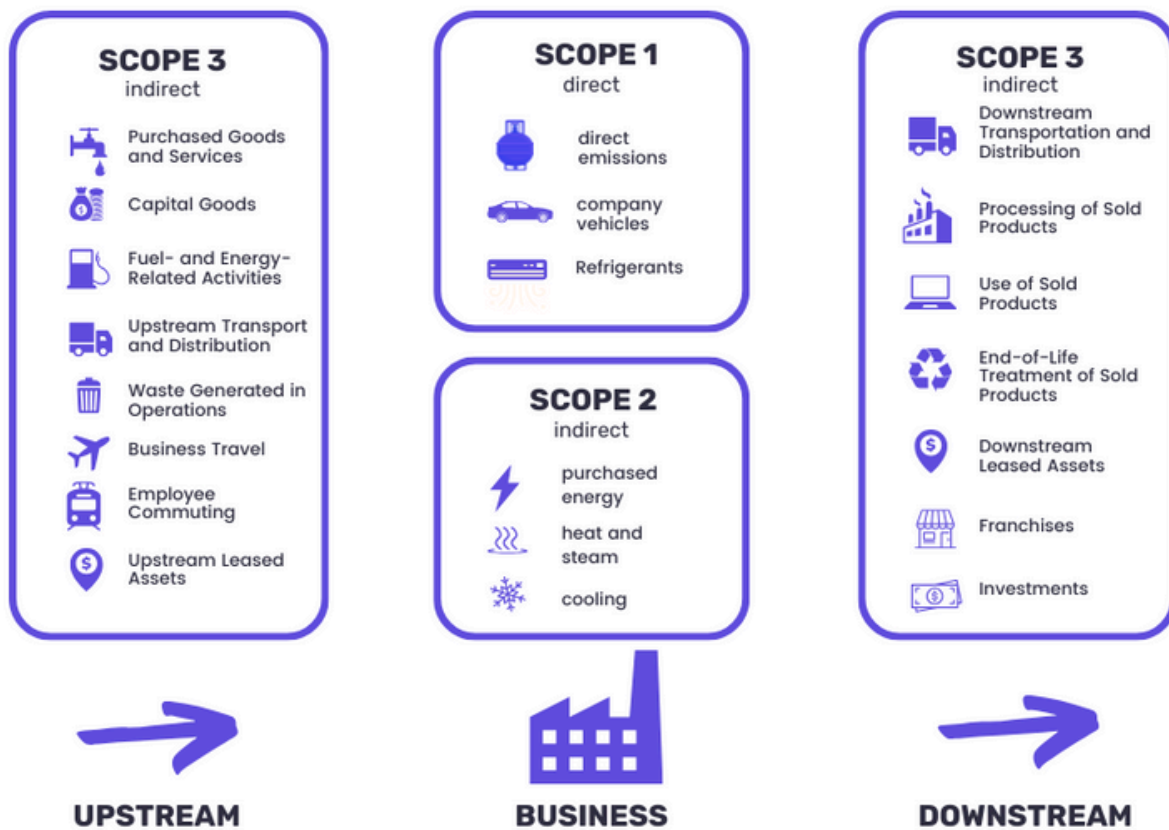 SCOPE 3
indirect
Purchased Goods
and Services
Capital Goods
Fuel- and Energy-
Related Activities
Upstream Transport
and Distribution
Waste Generated in
Operations
Business Travel
Employee
Commuting
Upstream Leased
Assets
UPSTREAM
SCOPE 1
direct
direct
emissions
company
vehicles
Refrigerants
SCOPE 2
indirect
purchased
energy
heat and
steam
cooling
BUSINESS
SCOPE 3
indirect
Downstream
Transportation and
Distribution
Processing of Sold
Products
Use of Sold
Products
End-of-Life
Treatment of Sold
Products
Downstream
Leased Assets
Franchises
Investments
DOWNSTREAM